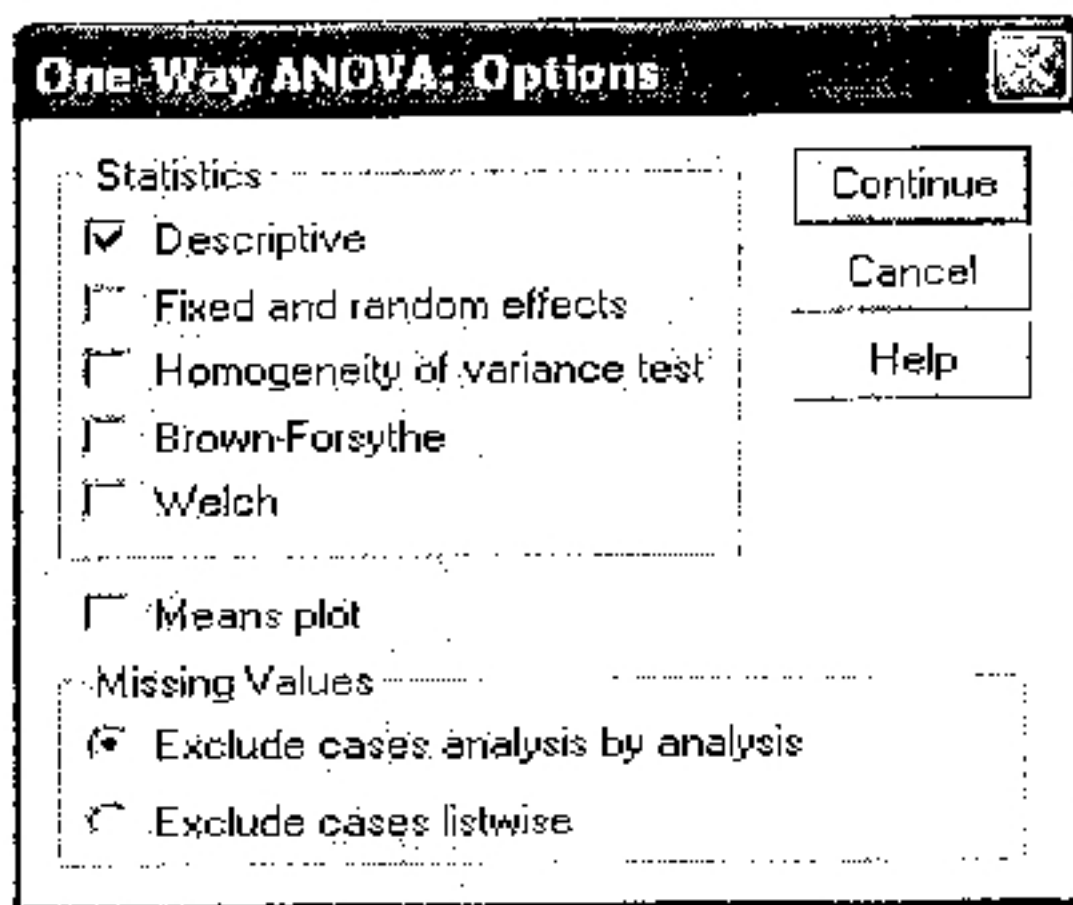 One-Way ANOVA: Options
Statistics
Descriptive
Fixed and random effects
Homogeneity of variance test
Brown-Forsythe
Welch
Means plot
Missing Values
Exclude cases analysis by analysis
Exclude cases listwise
Continue
Cancel
Help